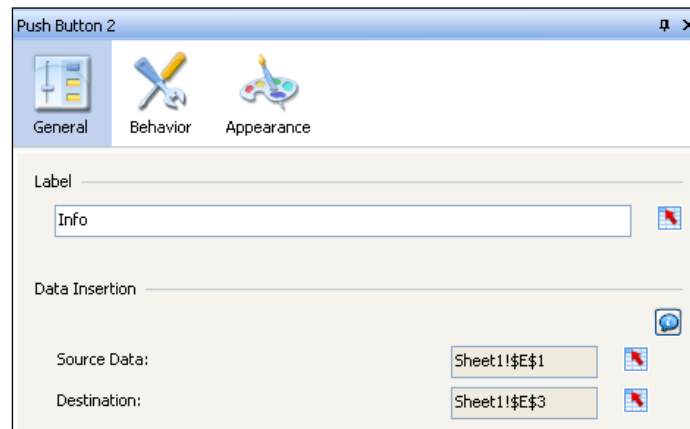 Push Button 2
General Behavior Appearance
Label
Info
Data Insertion
Source Data: Sheet1!$E$1
Destination: Sheet1!$E$3